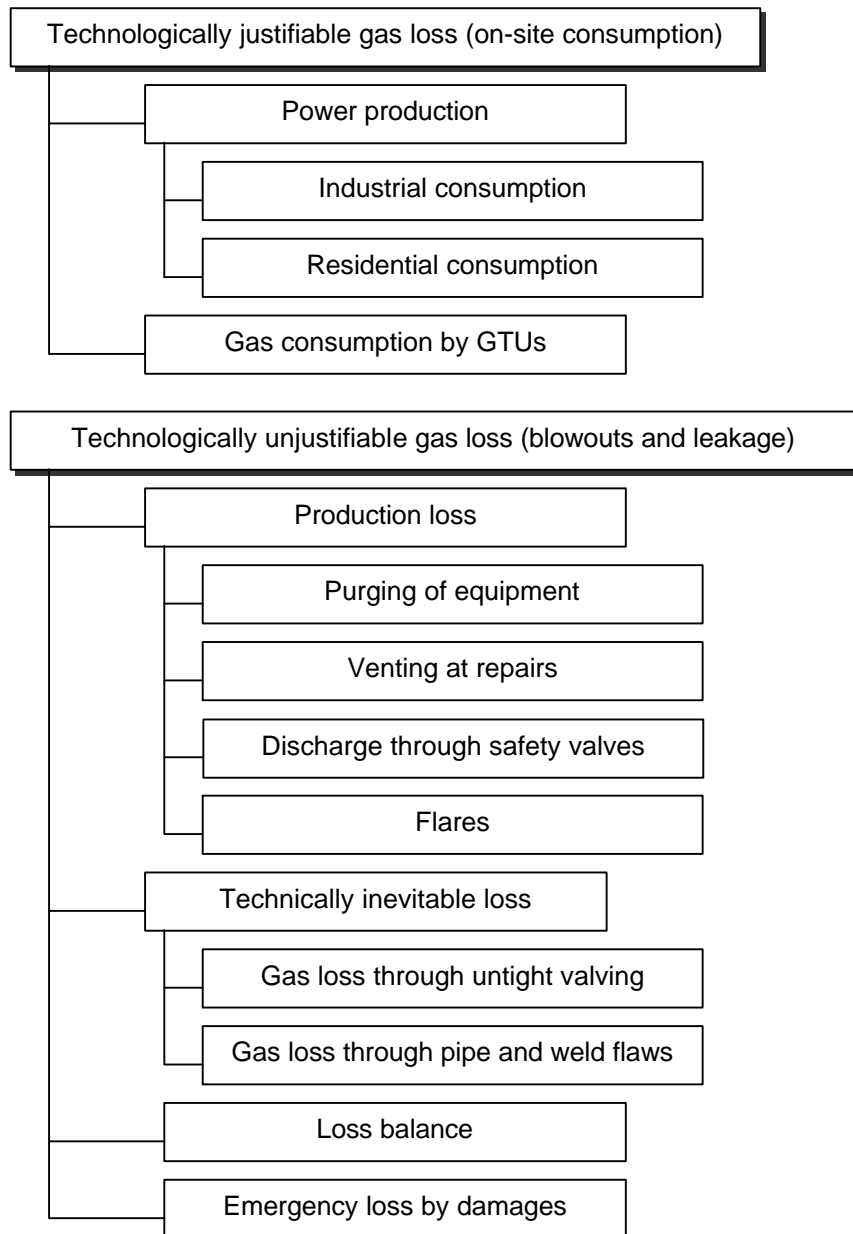 Technologically justifiable gas loss (on-site consumption)
Power production
Industrial consumption
Residential consumption
Gas consumption by GTUs
Technologically unjustifiable gas loss (blowouts and leakage)
Production loss
Purging of equipment
Venting at repairs
Discharge through safety valves
Flares
Technically inevitable loss
Gas loss through untight valving
Gas loss through pipe and weld flaws
Loss balance
Emergency loss by damages